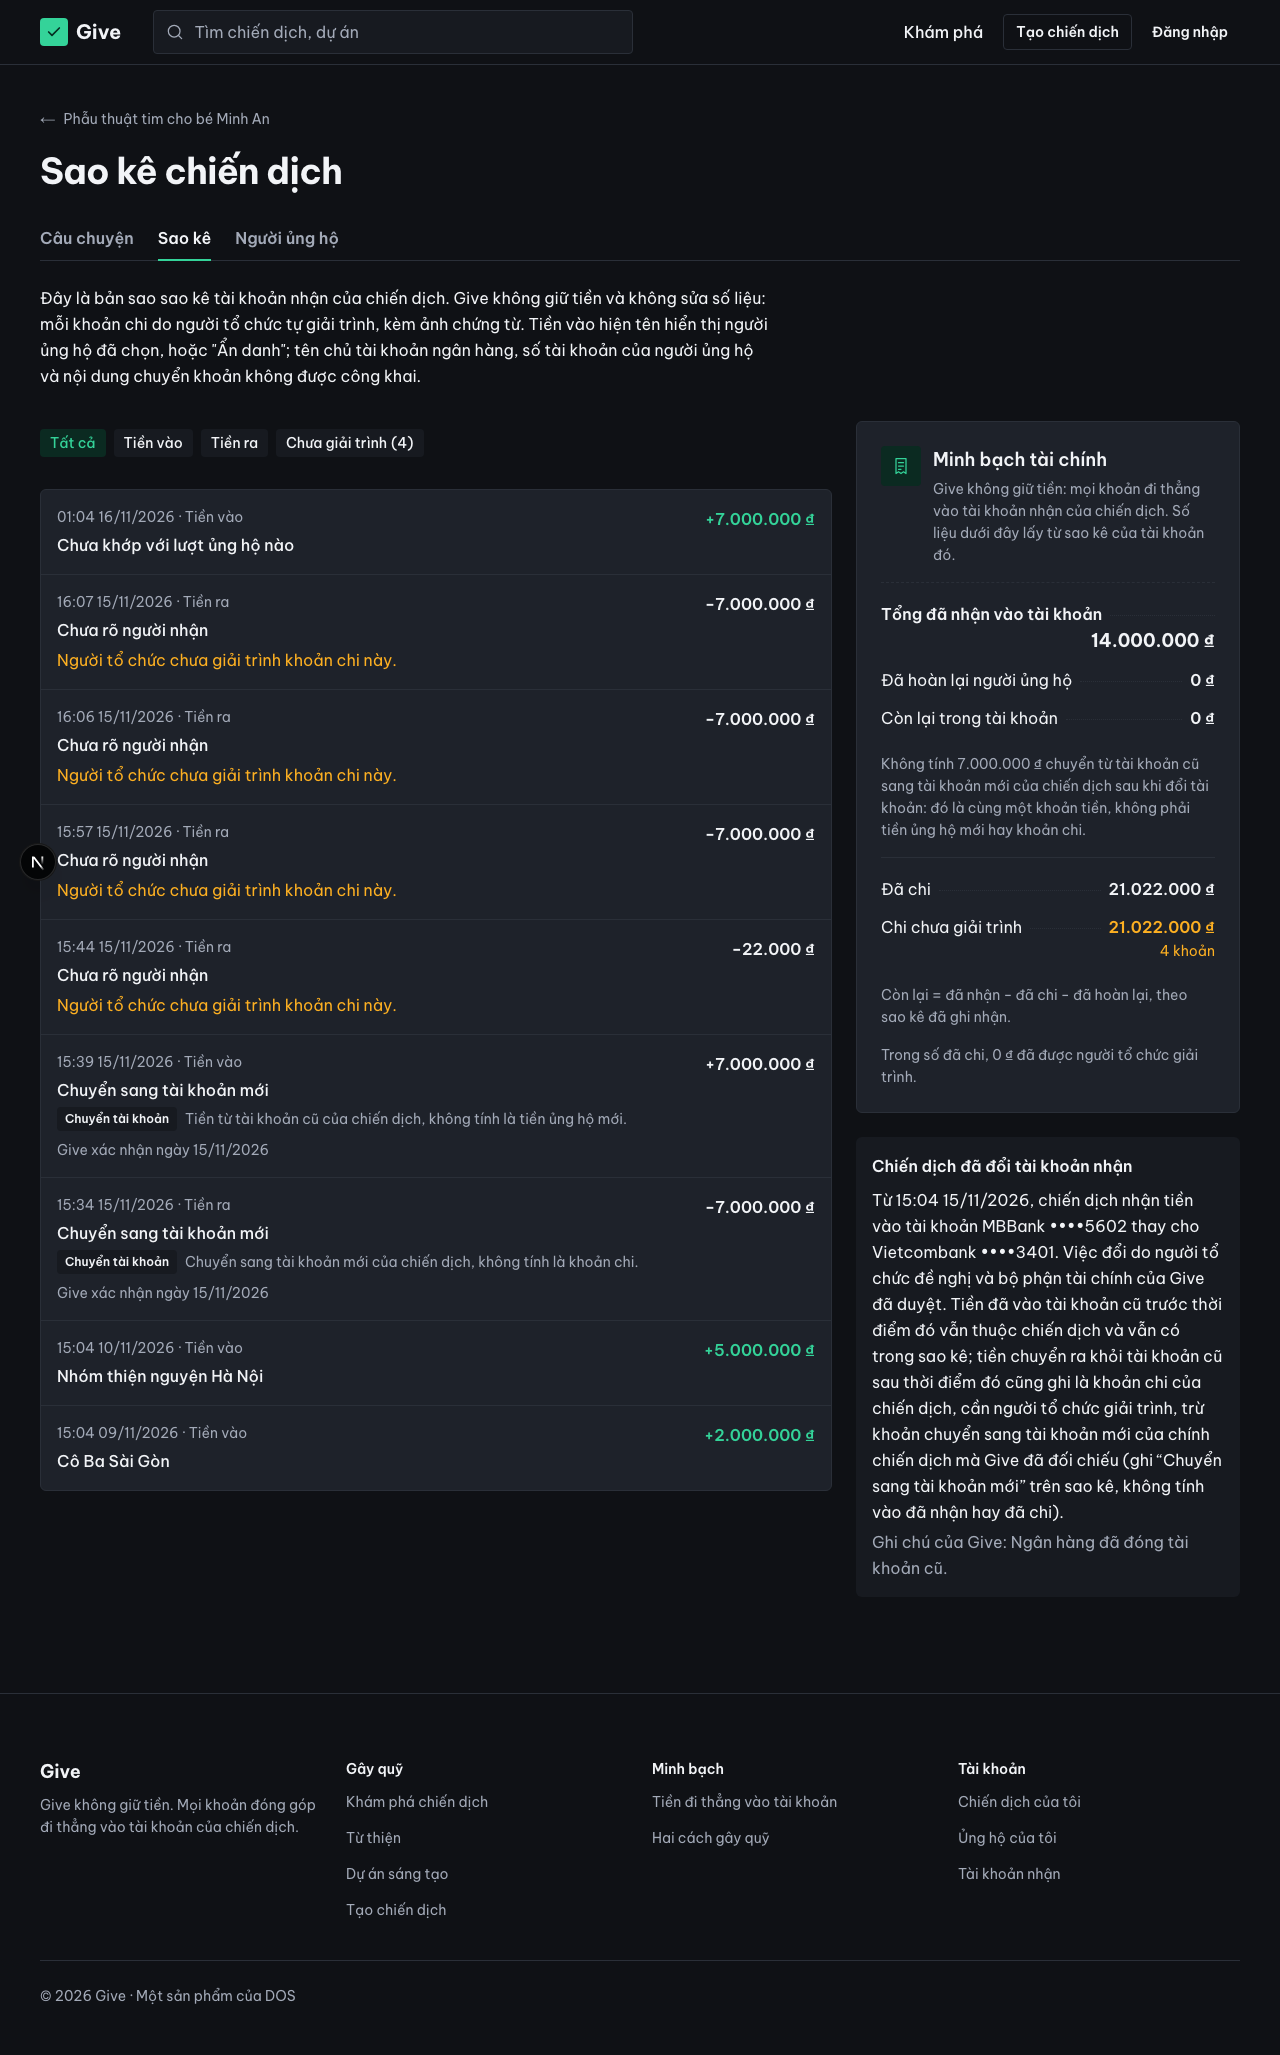 Give
Tìm chiến dịch, dự án
Khám phá
Tạo chiến dịch
Đăng nhập
← Phẫu thuật tim cho bé Minh An
Sao kê chiến dịch
Câu chuyện
Sao kê
Người ủng hộ
Đây là bản sao sao kê tài khoản nhận của chiến dịch. Give không giữ tiền và không sửa số liệu:
mỗi khoản chi do người tổ chức tự giải trình, kèm ảnh chứng từ. Tiền vào hiện tên hiển thị người
ủng hộ đã chọn, hoặc "Ẩn danh"; tên chủ tài khoản ngân hàng, số tài khoản của người ủng hộ
và nội dung chuyển khoản không được công khai.
Tất cả
Tiền vào
Tiền ra
Chưa giải trình (4)
01:04 16/11/2026 · Tiền vào
+7.000.000 ₫
Chưa khớp với lượt ủng hộ nào
16:07 15/11/2026 · Tiền ra
-7.000.000 ₫
Chưa rõ người nhận
Người tổ chức chưa giải trình khoản chi này.
16:06 15/11/2026 · Tiền ra
-7.000.000 ₫
Chưa rõ người nhận
Người tổ chức chưa giải trình khoản chi này.
15:57 15/11/2026 · Tiền ra
-7.000.000 ₫
Chưa rõ người nhận
Người tổ chức chưa giải trình khoản chi này.
15:44 15/11/2026 · Tiền ra
-22.000 ₫
Chưa rõ người nhận
Người tổ chức chưa giải trình khoản chi này.
15:39 15/11/2026 · Tiền vào
+7.000.000 ₫
Chuyển sang tài khoản mới
Chuyển tài khoản Tiền từ tài khoản cũ của chiến dịch, không tính là tiền ủng hộ mới.
Give xác nhận ngày 15/11/2026
15:34 15/11/2026 · Tiền ra
-7.000.000 ₫
Chuyển sang tài khoản mới
Chuyển tài khoản Chuyển sang tài khoản mới của chiến dịch, không tính là khoản chi.
Give xác nhận ngày 15/11/2026
15:04 10/11/2026 · Tiền vào
+5.000.000 ₫
Nhóm thiện nguyện Hà Nội
15:04 09/11/2026 · Tiền vào
+2.000.000 ₫
Cô Ba Sài Gòn
N
Minh bạch tài chính
Give không giữ tiền: mọi khoản đi thẳng
vào tài khoản nhận của chiến dịch. Số
liệu dưới đây lấy từ sao kê của tài khoản
đó.
Tổng đã nhận vào tài khoản
14.000.000 ₫
Đã hoàn lại người ủng hộ 0 ₫
Còn lại trong tài khoản 0 ₫
Không tính 7.000.000 ₫ chuyển từ tài khoản cũ
sang tài khoản mới của chiến dịch sau khi đổi tài
khoản: đó là cùng một khoản tiền, không phải
tiền ủng hộ mới hay khoản chi.
Đã chi 21.022.000 ₫
Chi chưa giải trình 21.022.000 ₫
4 khoản
Còn lại = đã nhận - đã chi - đã hoàn lại, theo
sao kê đã ghi nhận.
Trong số đã chi, 0 ₫ đã được người tổ chức giải
trình.
Chiến dịch đã đổi tài khoản nhận
Từ 15:04 15/11/2026, chiến dịch nhận tiền
vào tài khoản MBBank ••••5602 thay cho
Vietcombank ••••3401. Việc đổi do người tổ
chức đề nghị và bộ phận tài chính của Give
đã duyệt. Tiền đã vào tài khoản cũ trước thời
điểm đó vẫn thuộc chiến dịch và vẫn có
trong sao kê; tiền chuyển ra khỏi tài khoản cũ
sau thời điểm đó cũng ghi là khoản chi của
chiến dịch, cần người tổ chức giải trình, trừ
khoản chuyển sang tài khoản mới của chính
chiến dịch mà Give đã đối chiếu (ghi “Chuyển
sang tài khoản mới” trên sao kê, không tính
vào đã nhận hay đã chi).
Ghi chú của Give: Ngân hàng đã đóng tài
khoản cũ.
Give
Give không giữ tiền. Mọi khoản đóng góp
đi thẳng vào tài khoản của chiến dịch.
Gây quỹ
Khám phá chiến dịch
Từ thiện
Dự án sáng tạo
Tạo chiến dịch
Minh bạch
Tiền đi thẳng vào tài khoản
Hai cách gây quỹ
Tài khoản
Chiến dịch của tôi
Ủng hộ của tôi
Tài khoản nhận
© 2026 Give · Một sản phẩm của DOS